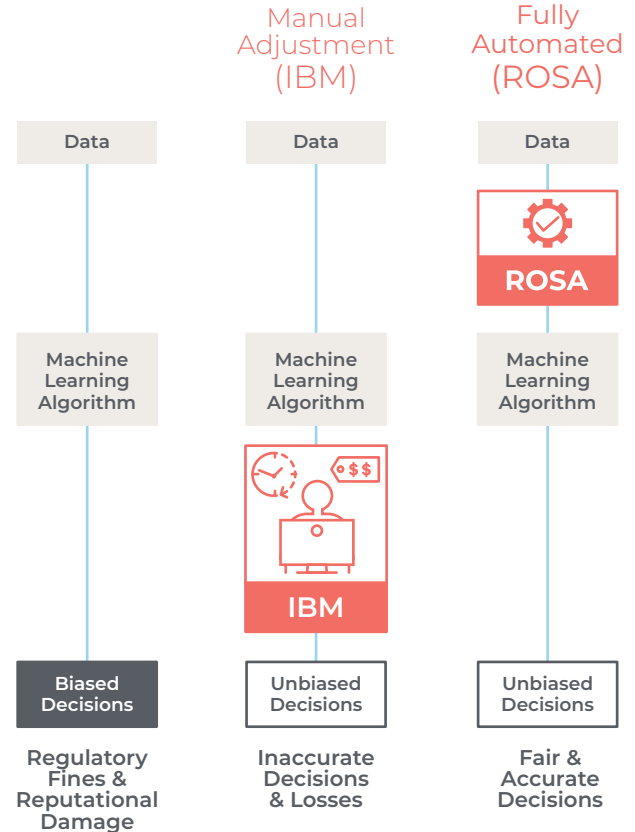 Manual
Adjustment
(IBM)
Fully
Automated
(ROSA)
Data
Data
Data
ROSA
Machine
Learning
Algorithm
Machine
Learning
Algorithm
Machine
Learning
Algorithm
$$
IBM
Biased
Decisions
Unbiased
Decisions
Unbiased
Decisions
Regulatory
Fines &
Reputational
Damage
Inaccurate
Decisions
& Losses
Fair &
Accurate
Decisions